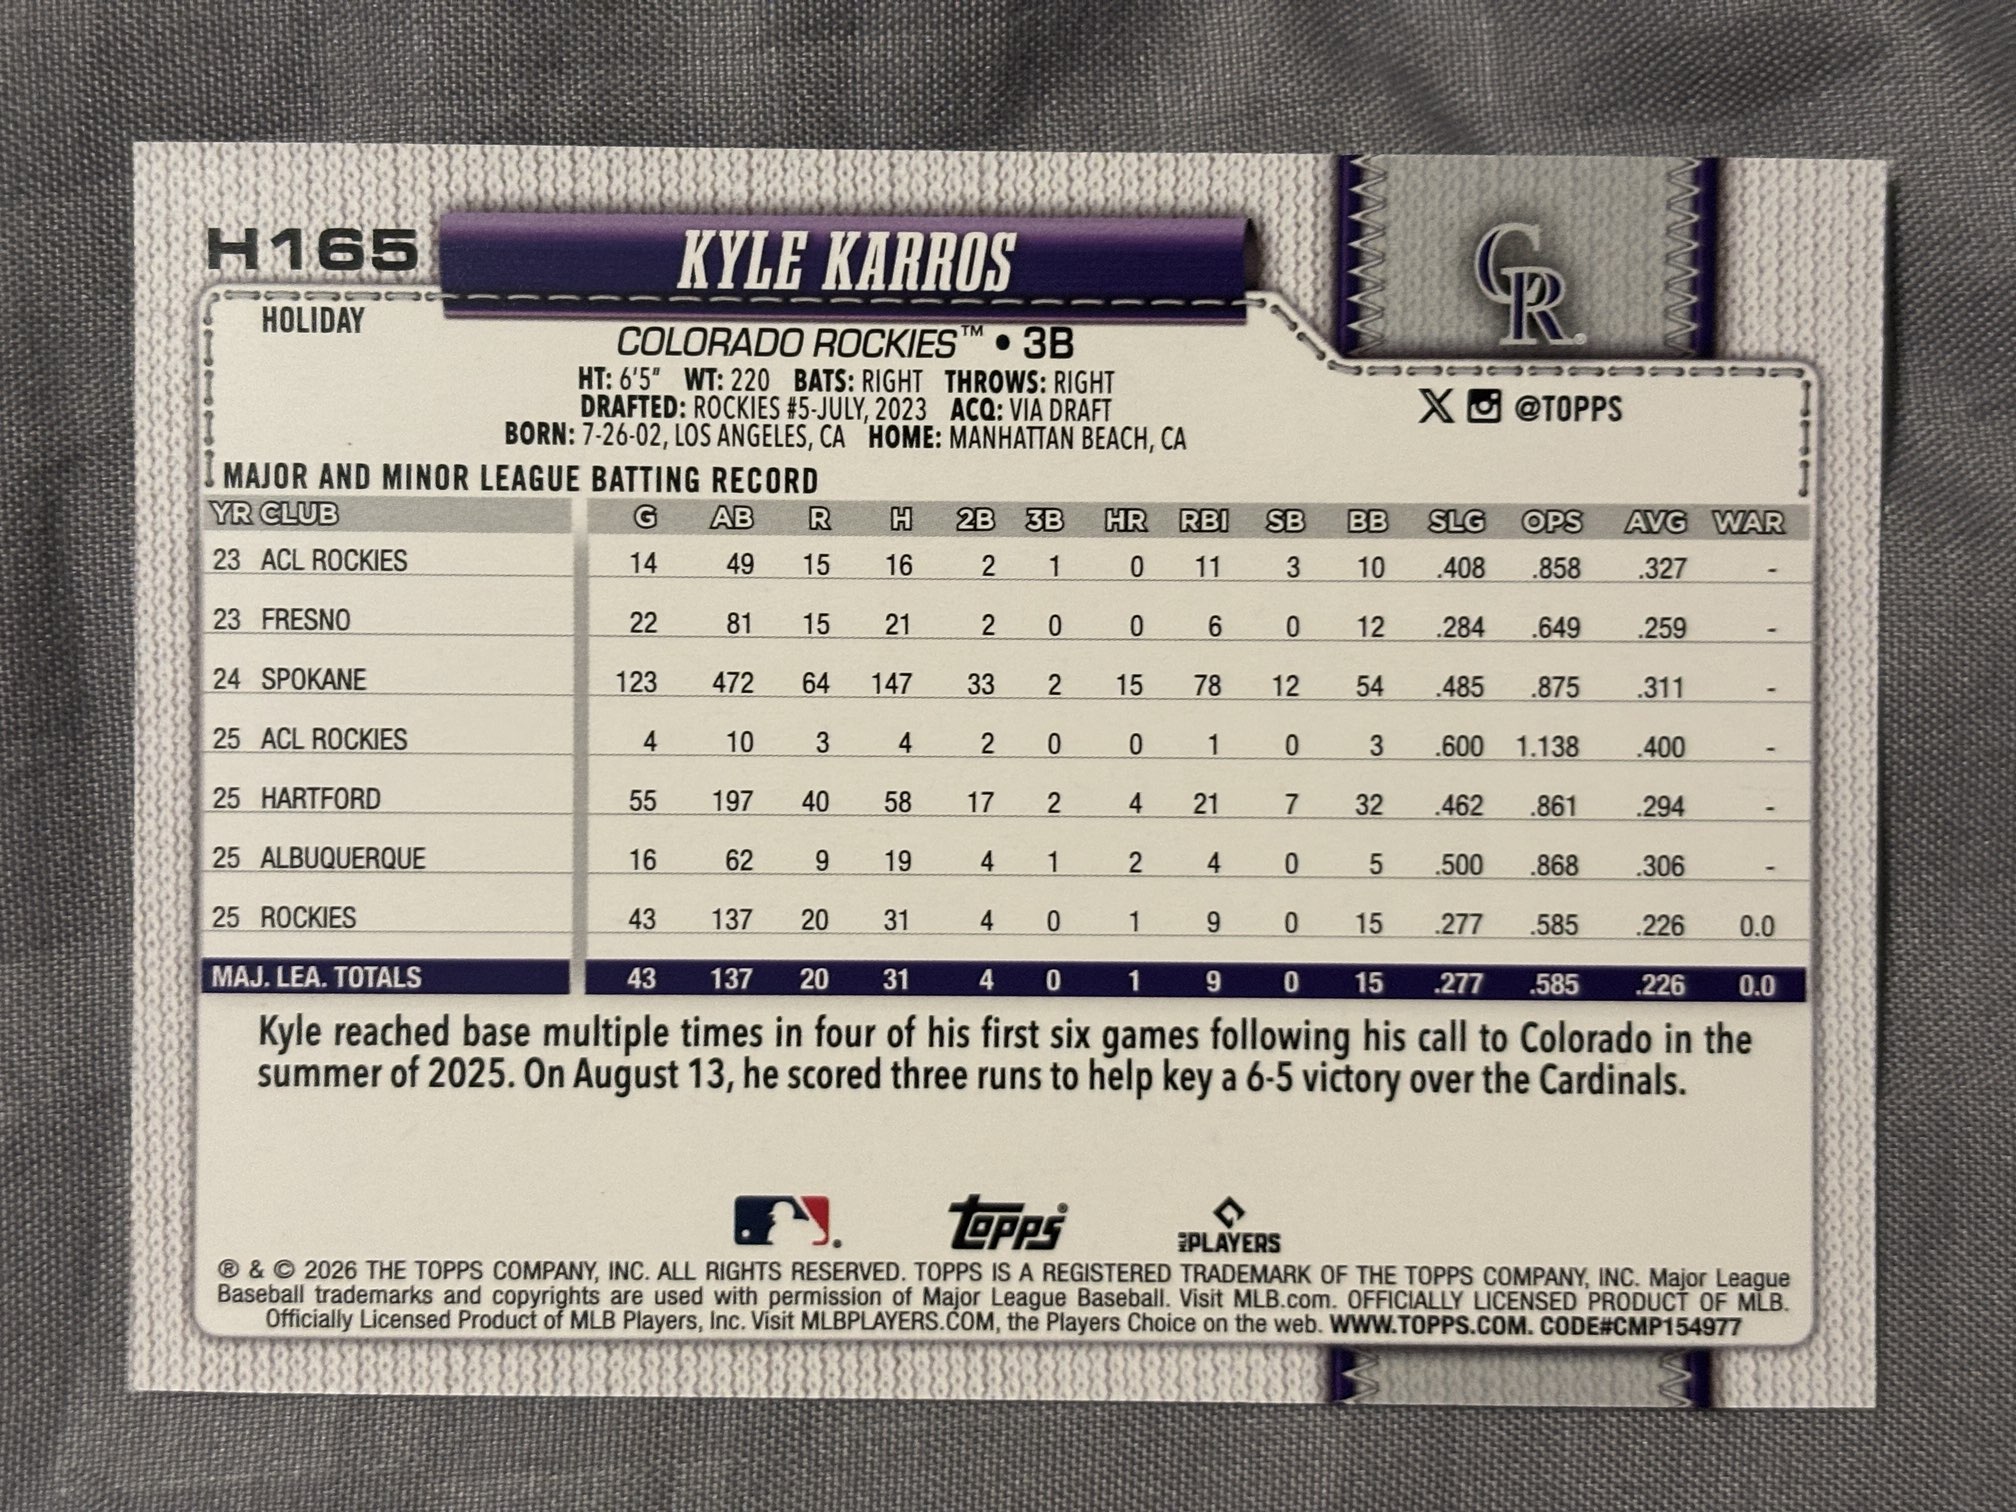 H165
KYLE KARROS
CR
HOLIDAY
COLORADO ROCKIES™ • 3B
HT: 6'5" WT: 220 BATS: RIGHT THROWS: RIGHT
DRAFTED: ROCKIES #5-JULY, 2023 ACQ: VIA DRAFT
BORN: 7-26-02, LOS ANGELES, CA HOME: MANHATTAN BEACH, CA
X @TOPPS
MAJOR AND MINOR LEAGUE BATTING RECORD
YR CLUB G AB R H 2B 3B HR RBI SB BB SLG OPS AVG WAR
23 ACL ROCKIES 14 49 15 16 2 1 0 11 3 10 .408 .858 .327 -
23 FRESNO 22 81 15 21 2 0 0 6 0 12 .284 .649 .259 -
24 SPOKANE 123 472 64 147 33 2 15 78 12 54 .485 .875 .311 -
25 ACL ROCKIES 4 10 3 4 2 0 0 1 0 3 .600 1.138 .400 -
25 HARTFORD 55 197 40 58 17 2 4 21 7 32 .462 .861 .294 -
25 ALBUQUERQUE 16 62 9 19 4 1 2 4 0 5 .500 .868 .306 -
25 ROCKIES 43 137 20 31 4 0 1 9 0 15 .277 .585 .226 0.0
MAJ. LEA. TOTALS 43 137 20 31 4 0 1 9 0 15 .277 .585 .226 0.0
Kyle reached base multiple times in four of his first six games following his call to Colorado in the
summer of 2025. On August 13, he scored three runs to help key a 6-5 victory over the Cardinals.
Topps®
MLB PLAYERS
® & © 2026 THE TOPPS COMPANY, INC. ALL RIGHTS RESERVED. TOPPS IS A REGISTERED TRADEMARK OF THE TOPPS COMPANY, INC. Major League
Baseball trademarks and copyrights are used with permission of Major League Baseball. Visit MLB.com. OFFICIALLY LICENSED PRODUCT OF MLB.
Officially Licensed Product of MLB Players, Inc. Visit MLBPLAYERS.COM, the Players Choice on the web. WWW.TOPPS.COM. CODE#CMP154977